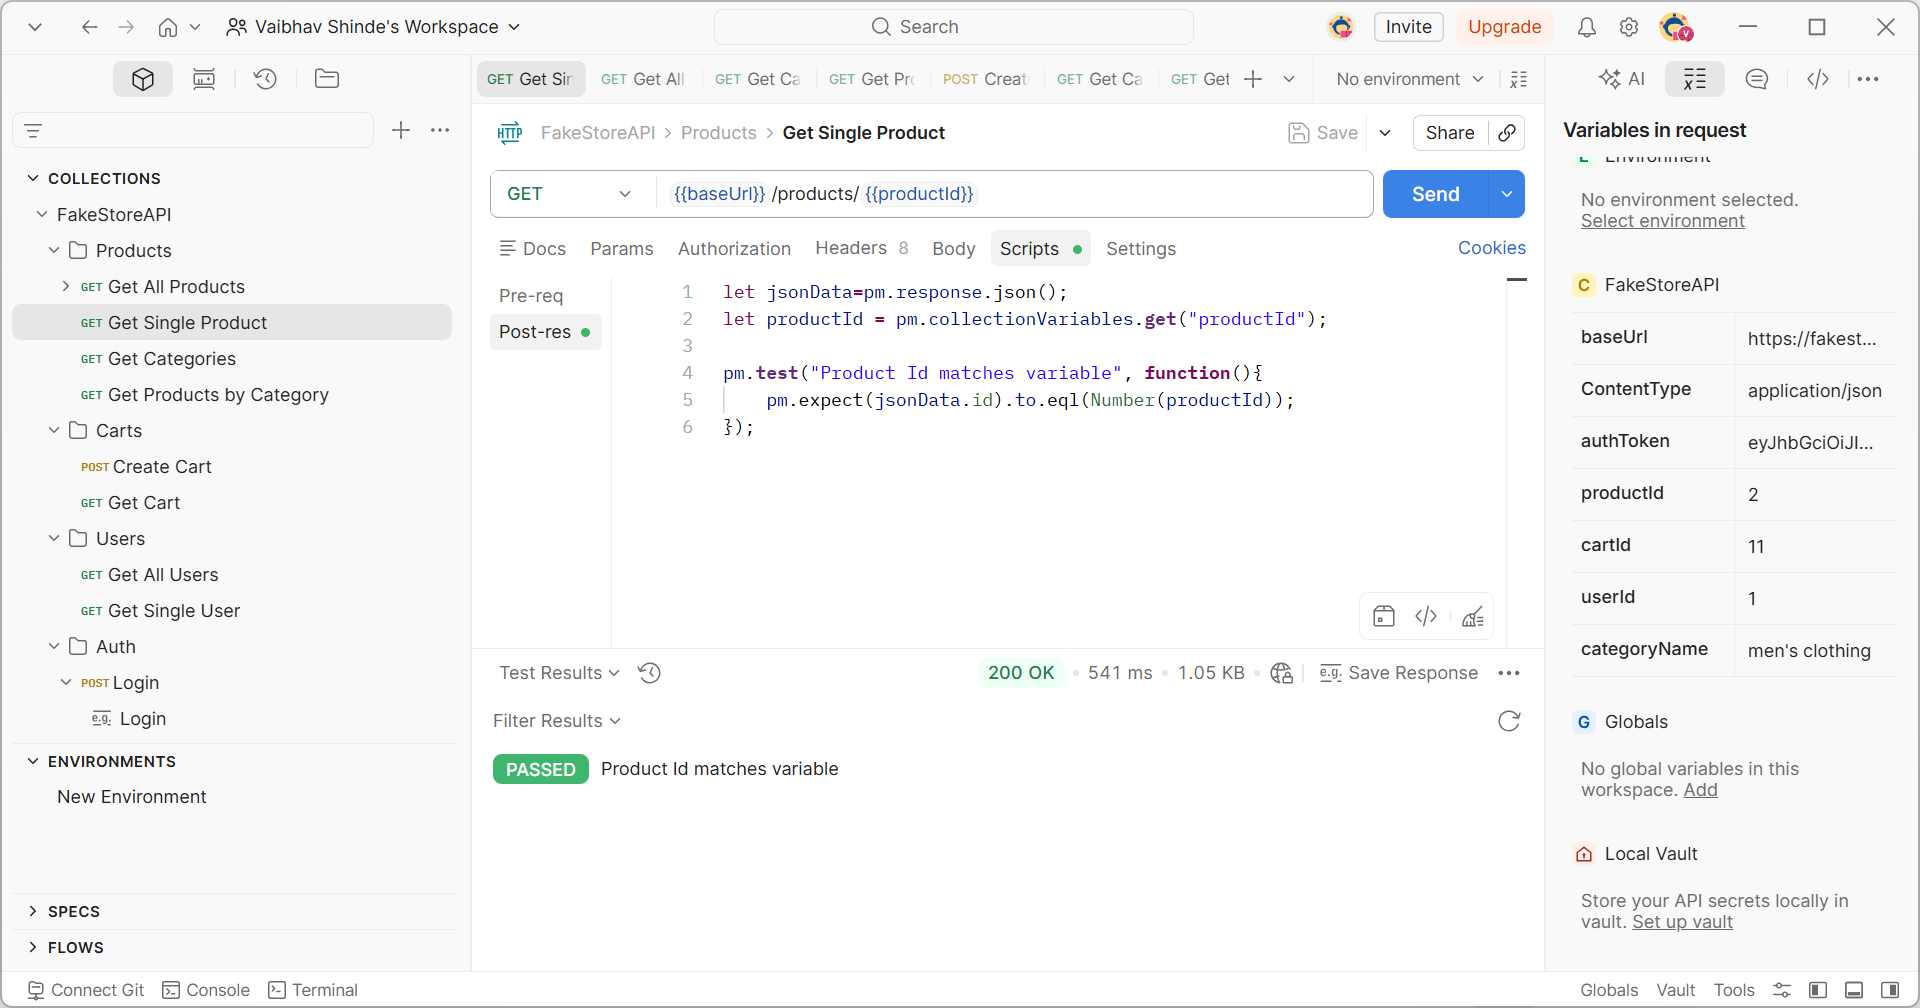 Vaibhav Shinde's Workspace
Search
Invite
Upgrade
COLLECTIONS
FakeStoreAPI
Products
GET Get All Products
GET Get Single Product
GET Get Categories
GET Get Products by Category
Carts
POST Create Cart
GET Get Cart
Users
GET Get All Users
GET Get Single User
Auth
POST Login
e.g. Login
ENVIRONMENTS
New Environment
SPECS
FLOWS
GET Get Sin
GET Get All
GET Get Ca
GET Get Pro
POST Create
GET Get Ca
GET Get
No environment
HTTP FakeStoreAPI > Products > Get Single Product
Save
Share
GET
{{baseUrl}} /products/ {{productId}}
Send
Docs
Params
Authorization
Headers 8
Body
Scripts
Settings
Cookies
Pre-req
Post-res
1 let jsonData=pm.response.json();
2 let productId = pm.collectionVariables.get("productId");
3
4 pm.test("Product Id matches variable", function(){
5 pm.expect(jsonData.id).to.eql(Number(productId));
6 });
Test Results
200 OK • 541 ms • 1.05 KB
e.g. Save Response
Filter Results
PASSED Product Id matches variable
AI
Variables in request
E Environment
No environment selected.
Select environment
C FakeStoreAPI
baseUrl https://fakest...
ContentType application/json
authToken eyJhbGciOiJI...
productId 2
cartId 11
userId 1
categoryName men's clothing
G Globals
No global variables in this
workspace. Add
Local Vault
Store your API secrets locally in
vault. Set up vault
Connect Git
Console
Terminal
Globals
Vault
Tools
V